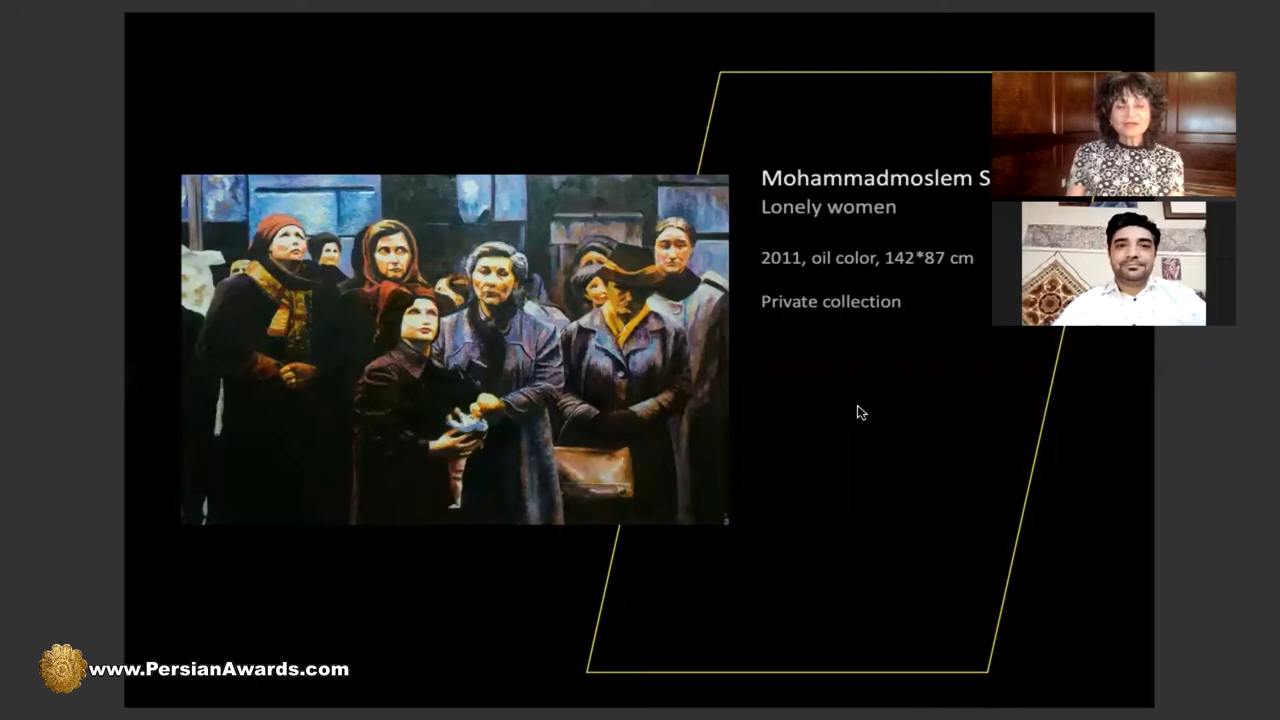 Mohammadmoslem S
Lonely women
2011, oil color, 142*87 cm
Private collection
www.PersianAwards.com